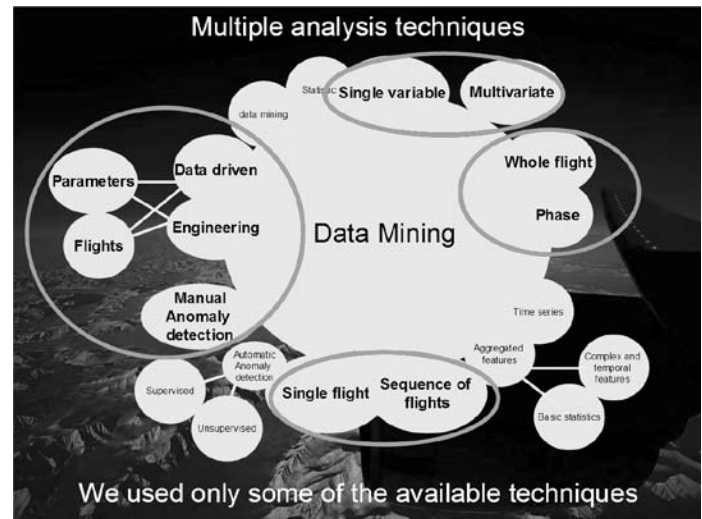 Multiple analysis techniques
Statistic
Single variable
Multivariate
data mining
Whole flight
Phase
Parameters
Data driven
Flights
Engineering
Data Mining
Manual
Anomaly
detection
Time series
Aggregated
features
Complex and
temporal
features
Basic statistics
Automatic
Anomaly
detection
Supervised
Unsupervised
Single flight
Sequence of
flights
We used only some of the available techniques